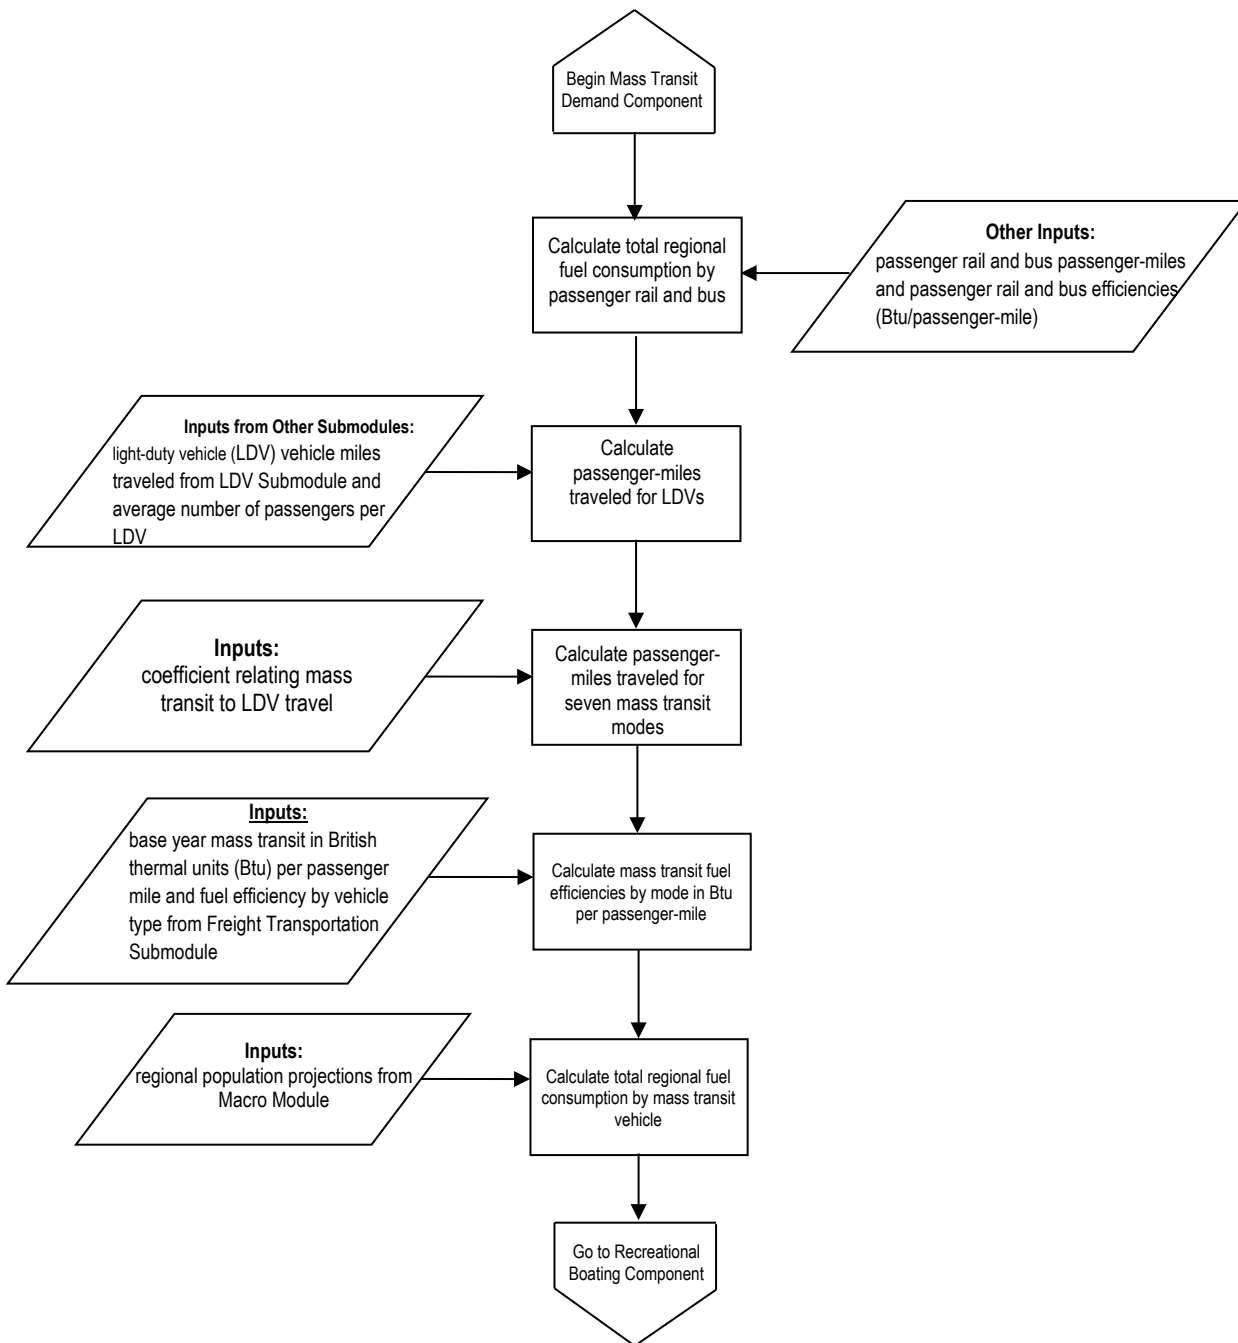 Begin Mass Transit
Demand Component
Calculate total regional
fuel consumption by
passenger rail and bus
Other Inputs:
passenger rail and bus passenger-miles
and passenger rail and bus efficiencies
(Btu/passenger-mile)
Inputs from Other Submodules:
light-duty vehicle (LDV) vehicle miles
traveled from LDV Submodule and
average number of passengers per
LDV
Calculate
passenger-miles
traveled for LDVs
Inputs:
coefficient relating mass
transit to LDV travel
Calculate passenger-
miles traveled for
seven mass transit
modes
Inputs:
base year mass transit in British
thermal units (Btu) per passenger
mile and fuel efficiency by vehicle
type from Freight Transportation
Submodule
Calculate mass transit fuel
efficiencies by mode in Btu
per passenger-mile
Inputs:
regional population projections from
Macro Module
Calculate total regional fuel
consumption by mass transit
vehicle
Go to Recreational
Boating Component